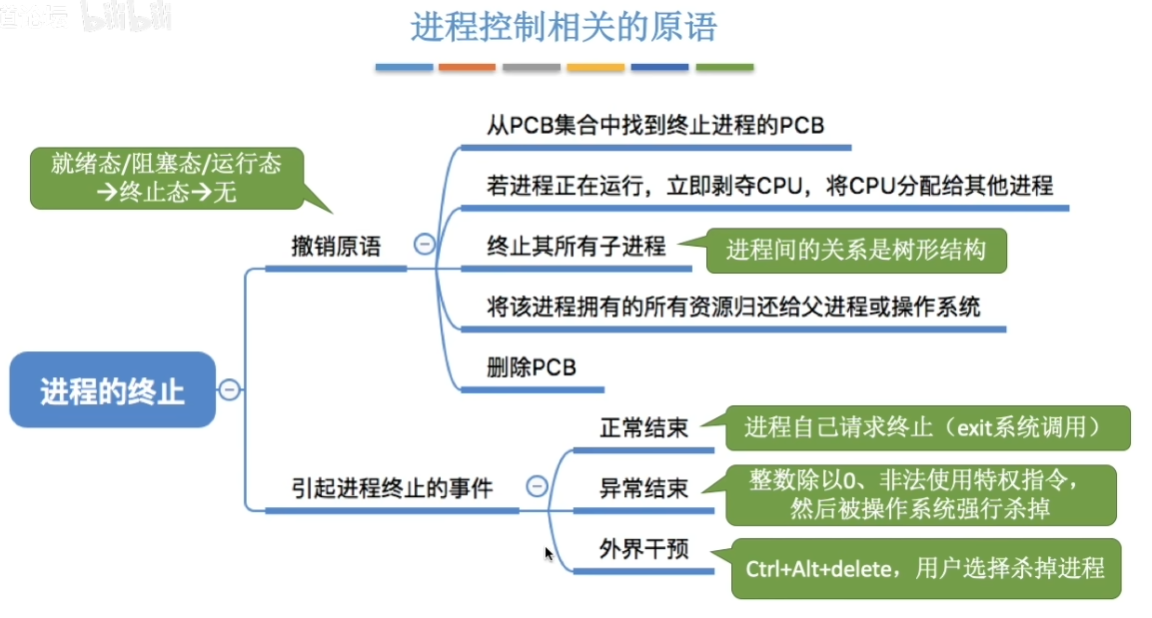 bilibili
进程控制相关的原语
从PCB集合中找到终止进程的PCB
就绪态/阻塞态/运行态
→终止态→无
若进程正在运行，立即剥夺CPU，将CPU分配给其他进程
撤销原语
终止其所有子进程
进程间的关系是树形结构
将该进程拥有的所有资源归还给父进程或操作系统
删除PCB
进程的终止
正常结束
进程自己请求终止（exit系统调用）
引起进程终止的事件
异常结束
整数除以0、非法使用特权指令，
然后被操作系统强行杀掉
外界干预
Ctrl+Alt+delete，用户选择杀掉进程